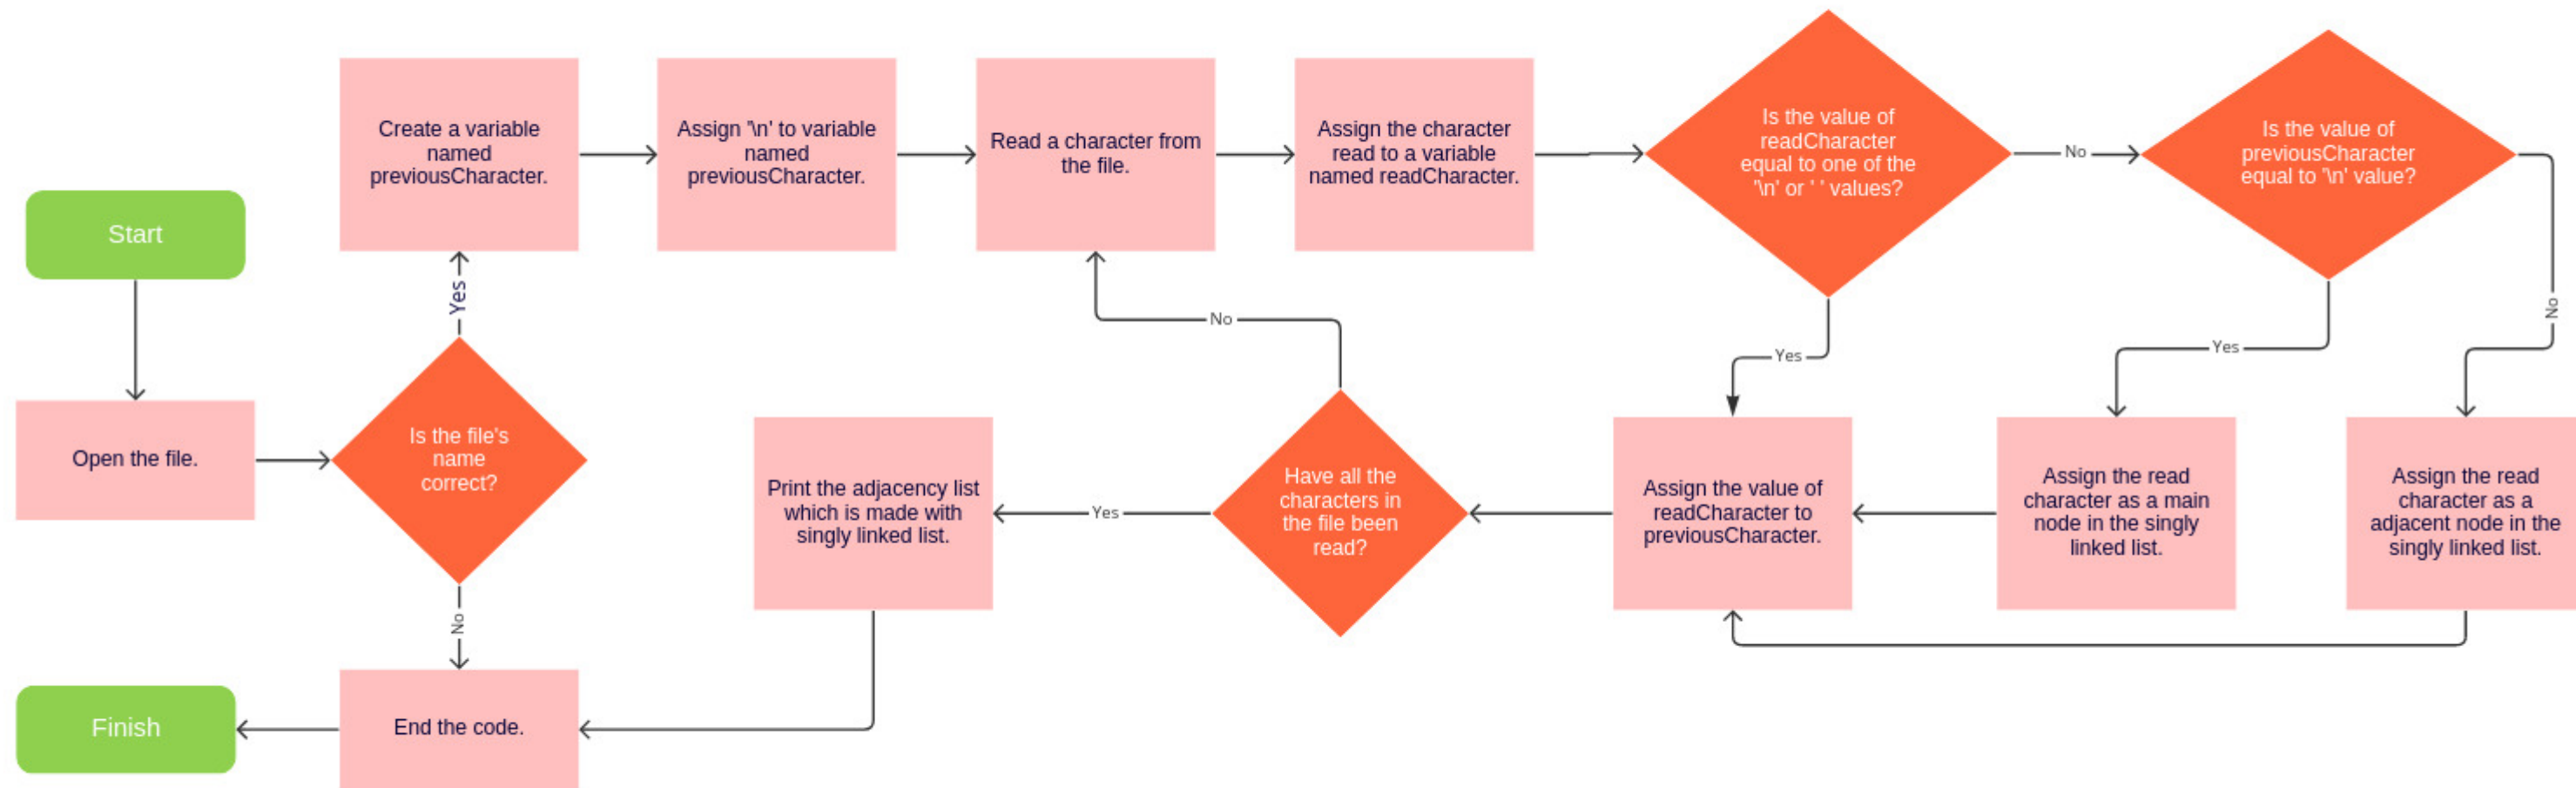 Start
Open the file.
Is the file's
name
correct?
Yes
No
Create a variable
named
previousCharacter.
Assign '\n' to variable
named
previousCharacter.
Read a character from
the file.
Assign the character
read to a variable
named readCharacter.
Is the value of
readCharacter
equal to one of the
'\n' or ' ' values?
No
Yes
Is the value of
previousCharacter
equal to '\n' value?
Yes
No
Assign the read
character as a main
node in the singly
linked list.
Assign the read
character as a
adjacent node in the
singly linked list.
Assign the value of
readCharacter to
previousCharacter.
Have all the
characters in
the file been
read?
No
Yes
Print the adjacency list
which is made with
singly linked list.
End the code.
Finish